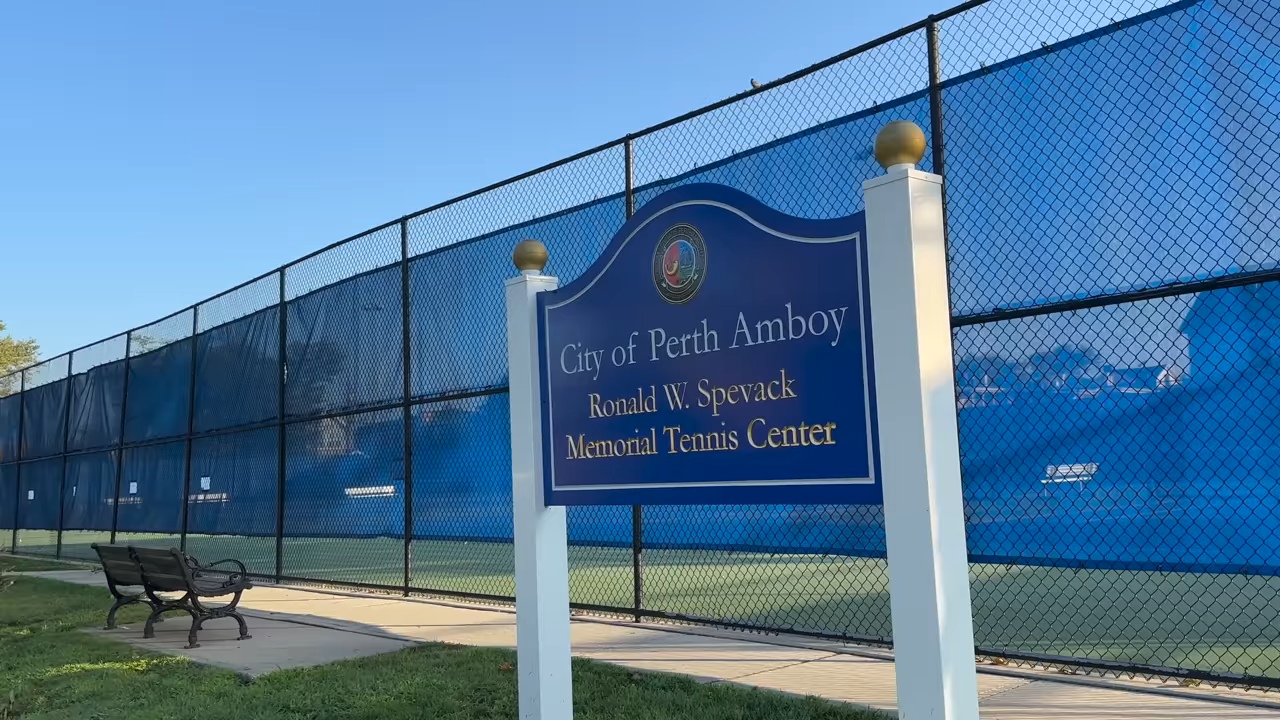 City of Perth Amboy
Ronald W. Spevack
Memorial Tennis Center